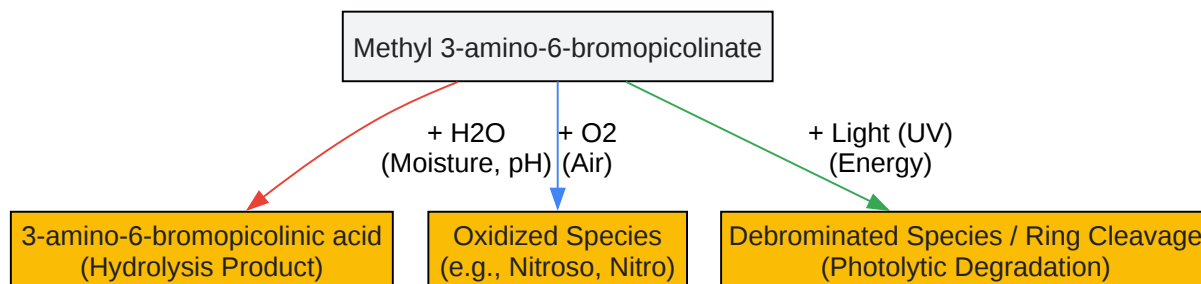 Methyl 3-amino-6-bromopicolinate
+ H2O
(Moisture, pH)
+ O2
(Air)
+ Light (UV)
(Energy)
3-amino-6-bromopicolinic acid
(Hydrolysis Product)
Oxidized Species
(e.g., Nitroso, Nitro)
Debrominated Species / Ring Cleavage
(Photolytic Degradation)